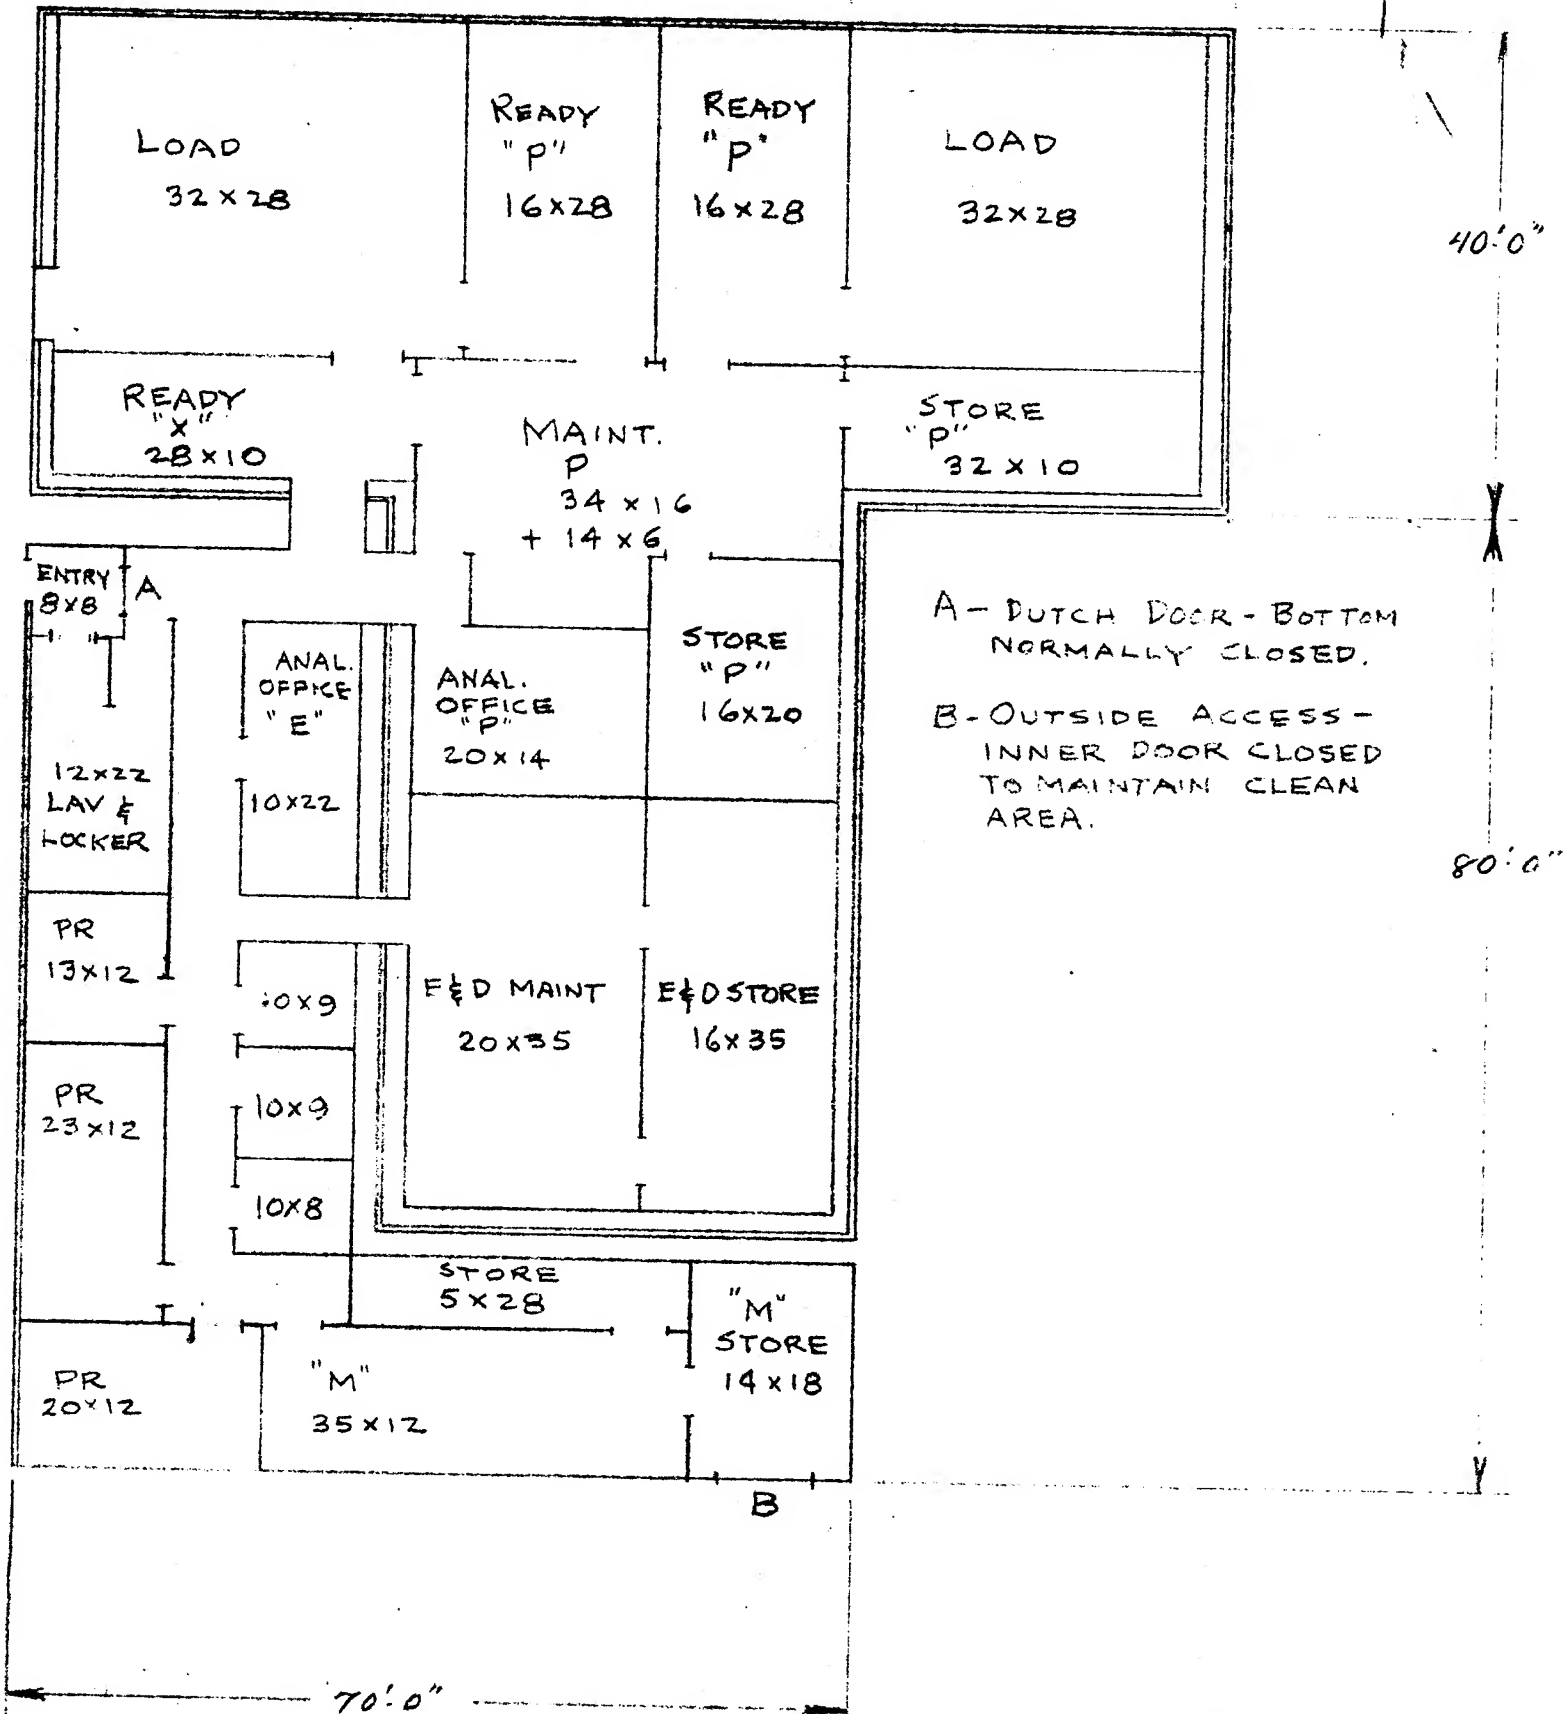 LOAD
32 x 28
READY
"P"
16x28
READY
"P"
16x28
LOAD
32x28
40'0"
READY
"X"
28x10
MAINT.
P
34 x 16
+ 14 x 6
STORE
"P"
32 x 10
ENTRY
8x8
A
ANAL.
OFFICE
"E"
10x22
ANAL.
OFFICE
"P"
20x14
STORE
"P"
16x20
A - DUTCH DOOR - BOTTOM
NORMALLY CLOSED.
B - OUTSIDE ACCESS -
INNER DOOR CLOSED
TO MAINTAIN CLEAN
AREA.
12x22
LAV &
LOCKER
80'0"
PR
13x12
10x9
E&D MAINT
20x35
E&D STORE
16x35
PR
23x12
10x9
10x8
STORE
5x28
"M"
STORE
14x18
PR
20x12
"M"
35x12
B
70'0"